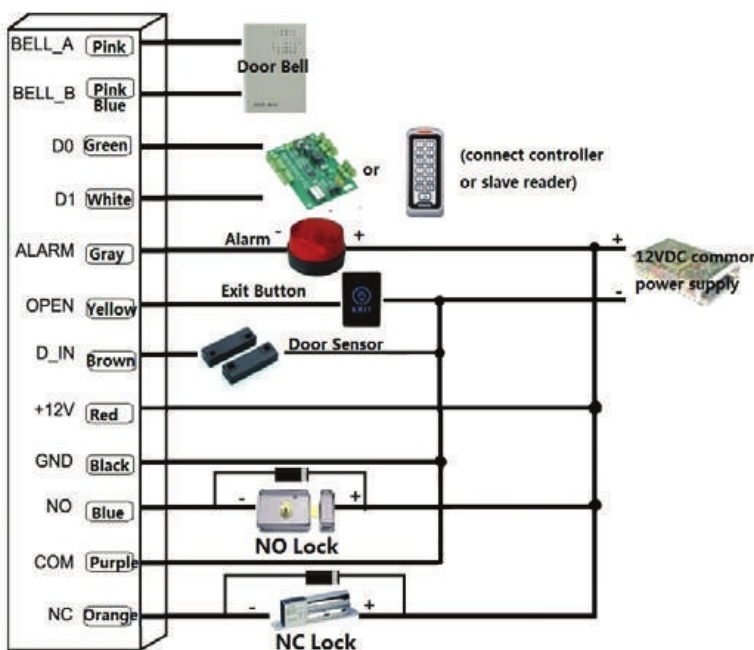 BELL_A Pink
Door Bell
BELL_B Pink Blue
D0 Green
or
(connect controller
or slave reader)
D1 White
- +
ALARM Gray
Alarm
+
12VDC common
power supply
-
OPEN Yellow
Exit Button
EXIT
D_IN Brown
Door Sensor
+12V Red
GND Black
NO Blue
- +
NO Lock
COM Purple
NC Orange
- +
NC Lock